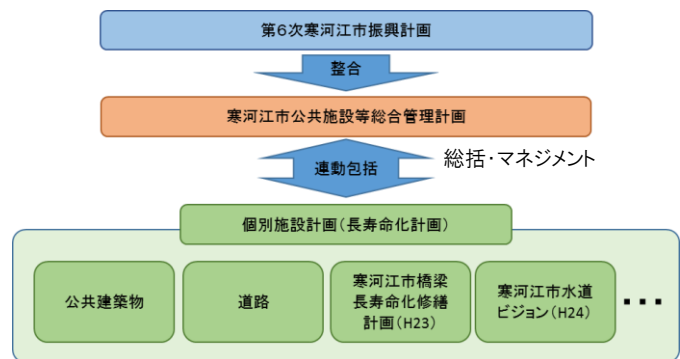 第6次寒河江市振興計画
整合
寒河江市公共施設等総合管理計画
連動包括
総括・マネジメント
個別施設計画（長寿命化計画）
公共建築物
道路
寒河江市橋梁
長寿命化修繕
計画（H23）
寒河江市水道
ビジョン（H24）
･･･